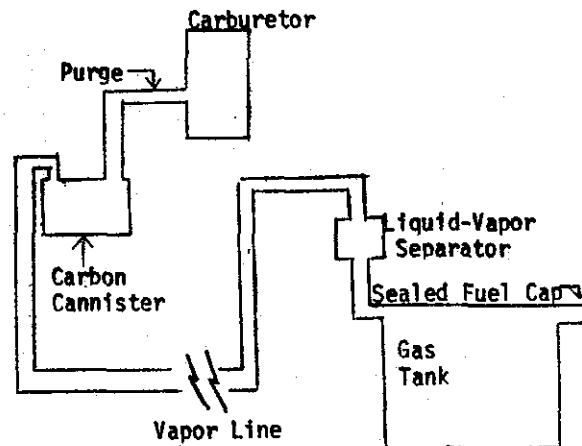 Carburetor
Purge
Liquid-Vapor
Separator
Carbon
Cannister
Sealed Fuel Cap
Gas
Tank
Vapor Line